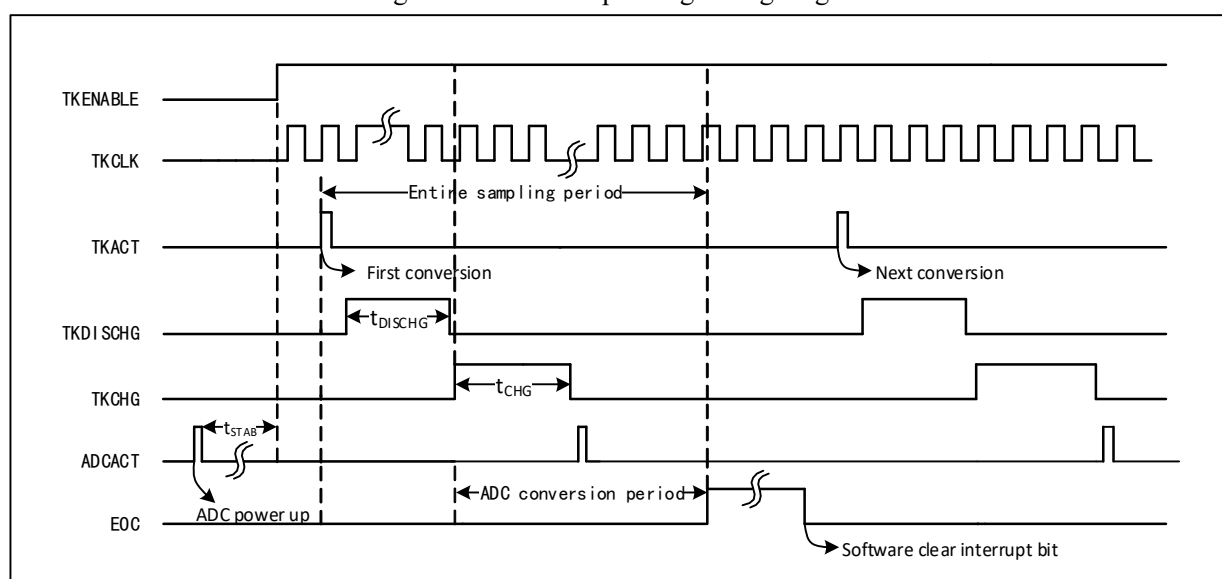 TKENABLE
TKCLK
Entire sampling period
TKACT
First conversion
Next conversion
tDISCHG
TKDISCHG
tCHG
TKCHG
tSTAB
ADCACT
ADC conversion period
ADC power up
EOC
Software clear interrupt bit